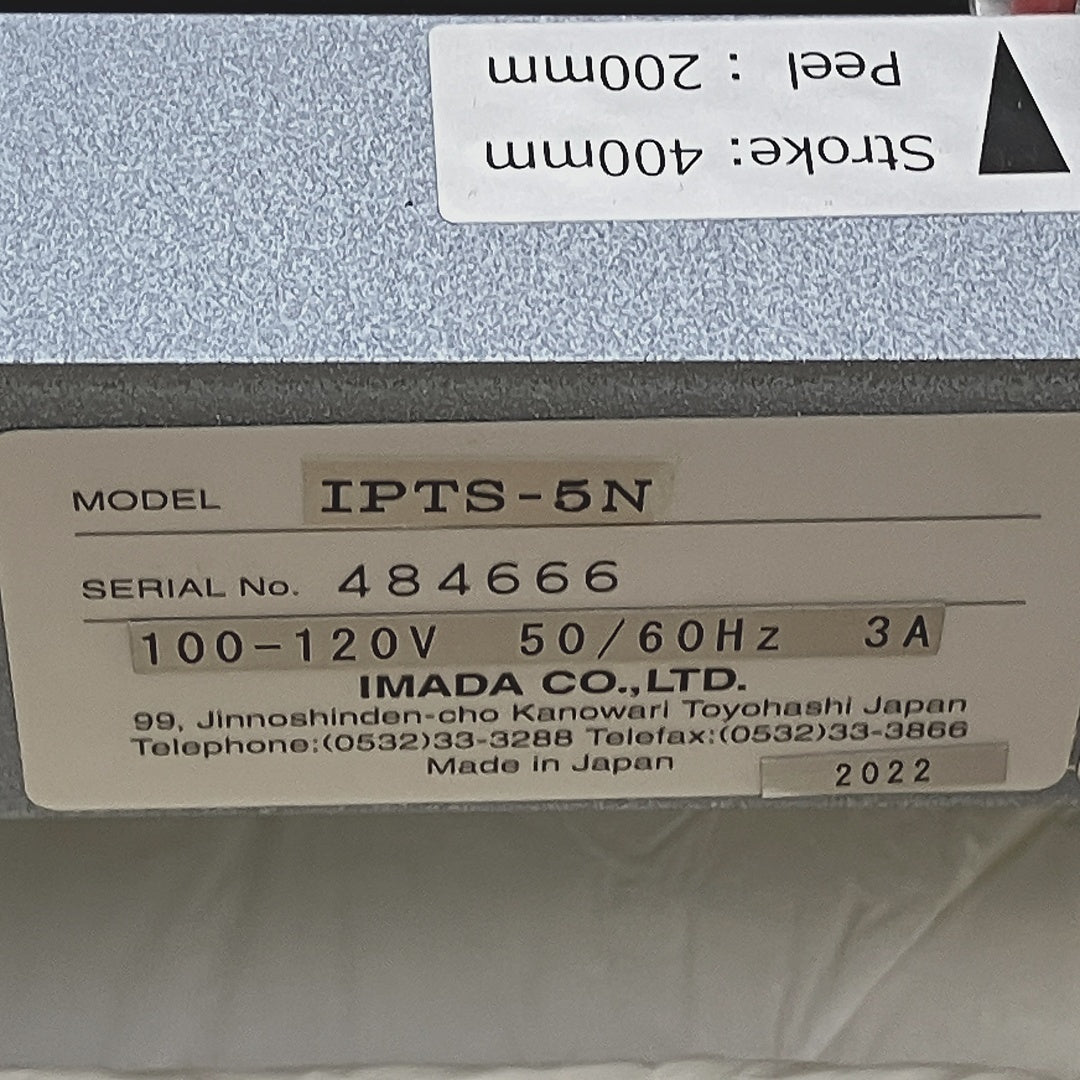 Stroke: 400mm
Peel : 200mm
MODEL IPTS-5N
SERIAL No. 484666
100-120V 50/60Hz 3A
IMADA CO.,LTD.
99, Jinnoshinden-cho Kanowari Toyohashi Japan
Telephone:(0532)33-3288 Telefax:(0532)33-3866
Made in Japan
2022